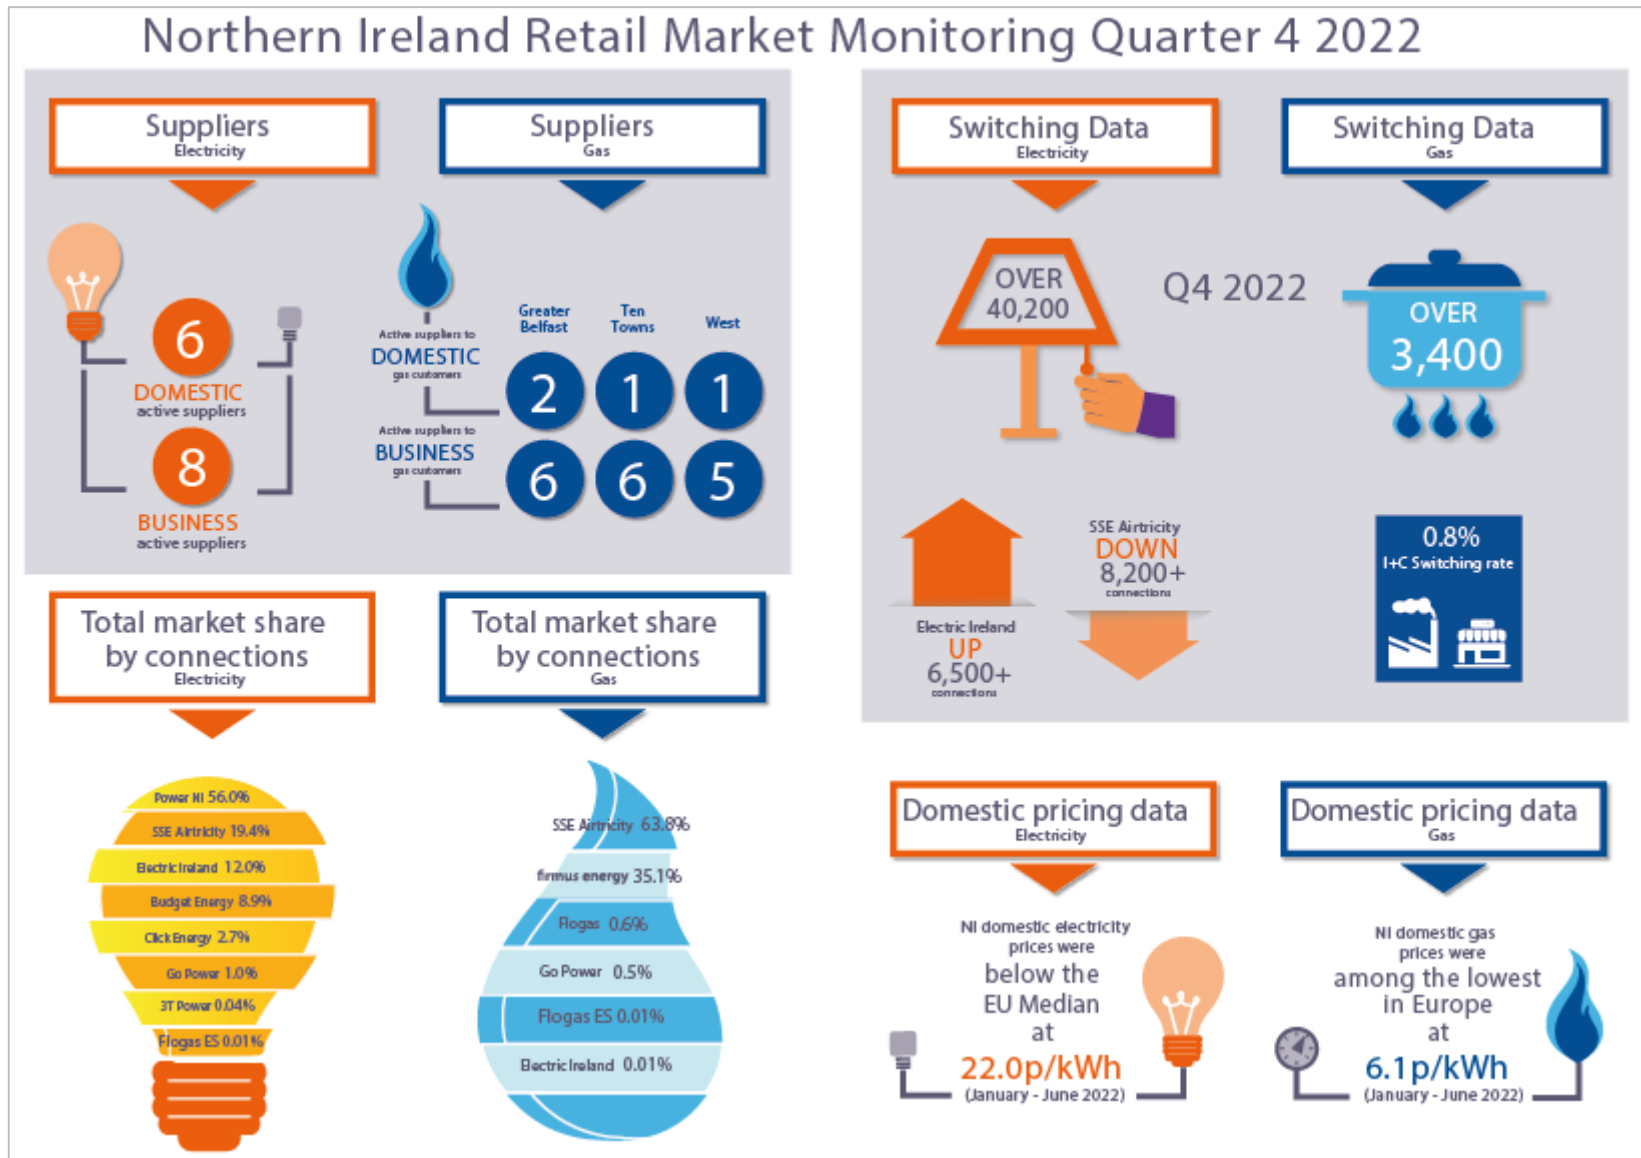 Northern Ireland Retail Market Monitoring Quarter 4 2022
Suppliers
Electricity
6
DOMESTIC
active suppliers
8
BUSINESS
active suppliers
Suppliers
Gas
Greater
Belfast
Ten
Towns
West
Active suppliers to
DOMESTIC
gas customers
2 1 1
Active suppliers to
BUSINESS
gas customers
6 6 5
Switching Data
Electricity
Switching Data
Gas
OVER
40,200
Q4 2022
OVER
3,400
Electric Ireland
UP
6,500+
connections
SSE Airtricity
DOWN
8,200+
connections
0.8%
I+C Switching rate
Total market share
by connections
Electricity
Power NI 56.0%
SSE Airtricity 19.4%
Electric Ireland 12.0%
Budget Energy 8.9%
Click Energy 2.7%
Go Power 1.0%
3T Power 0.04%
Flogas ES 0.01%
Total market share
by connections
Gas
SSE Airtricity 63.8%
firmus energy 35.1%
Flogas 0.6%
Go Power 0.5%
Flogas ES 0.01%
Electric Ireland 0.01%
Domestic pricing data
Electricity
NI domestic electricity
prices were
below the
EU Median
at
22.0p/kWh
(January - June 2022)
Domestic pricing data
Gas
NI domestic gas
prices were
among the lowest
in Europe
at
6.1p/kWh
(January - June 2022)